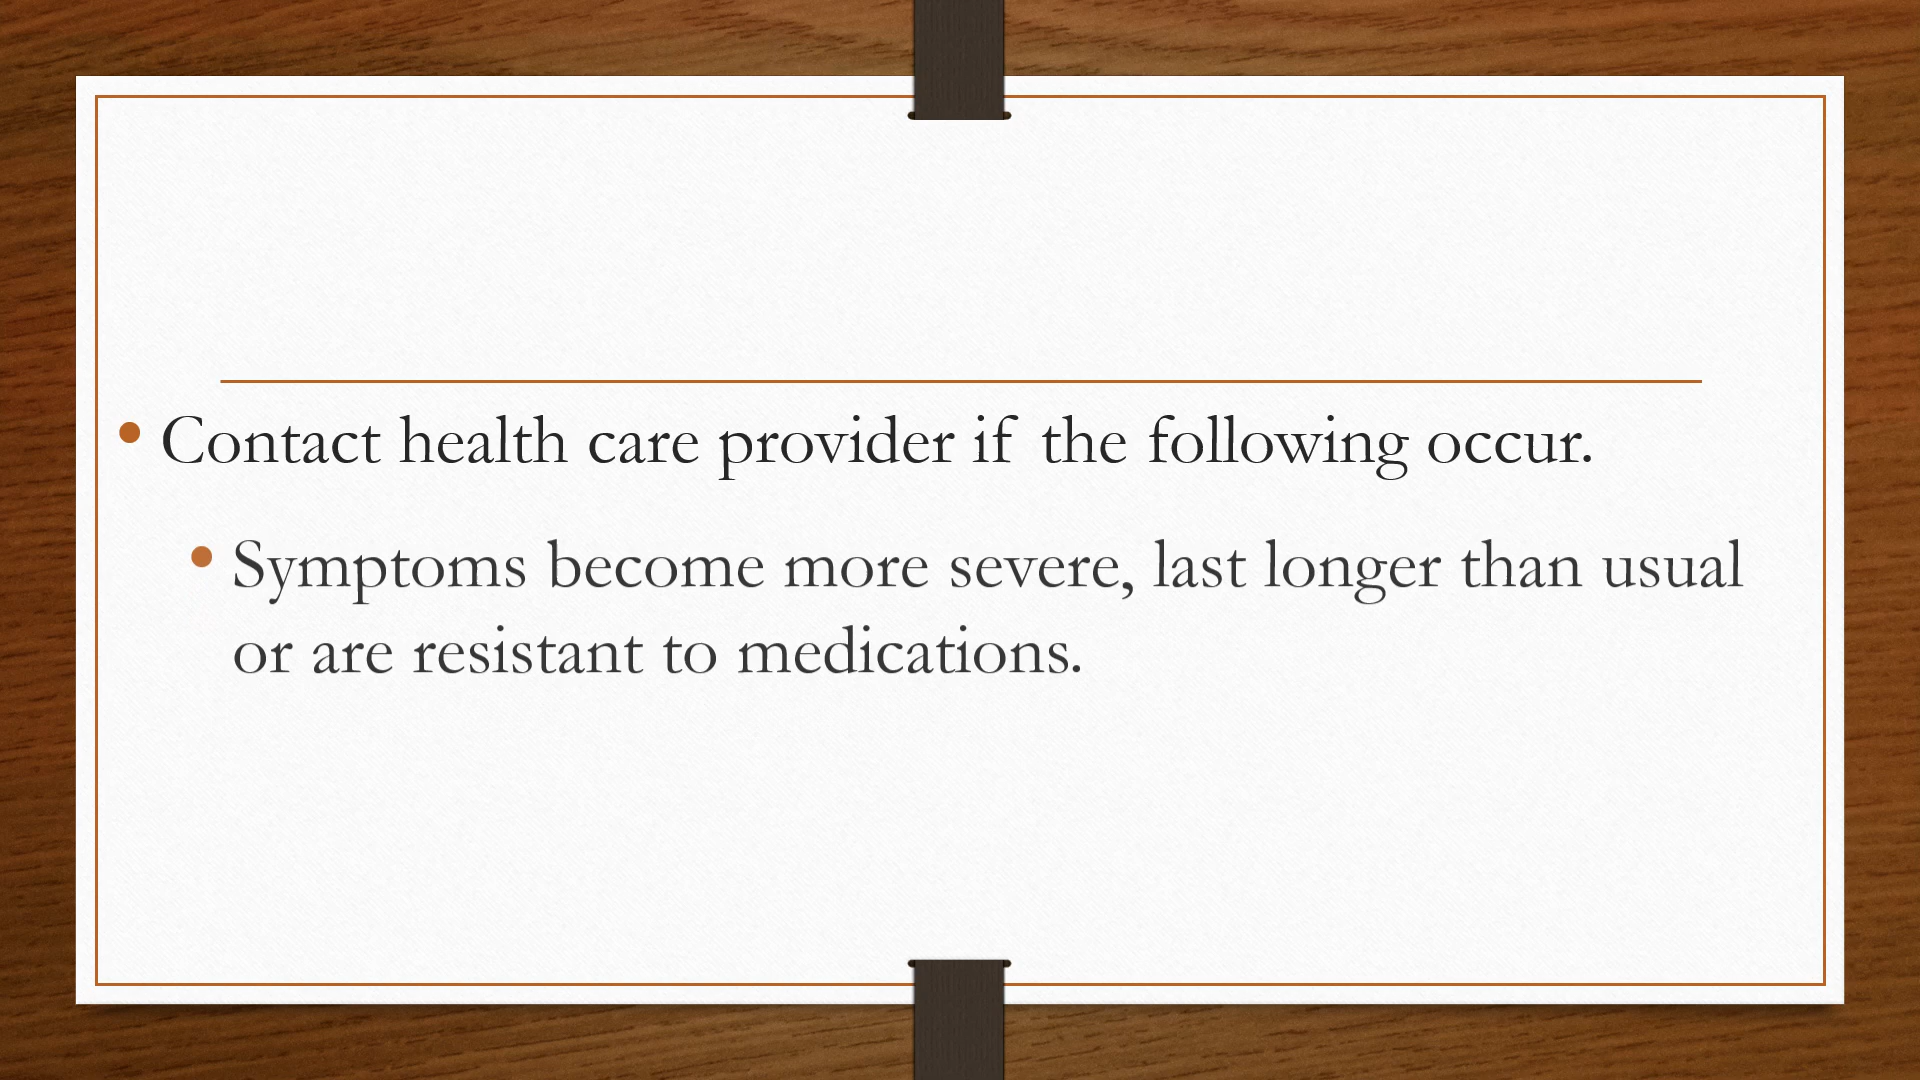 • Contact health care provider if the following occur.
• Symptoms become more severe, last longer than usual
or are resistant to medications.